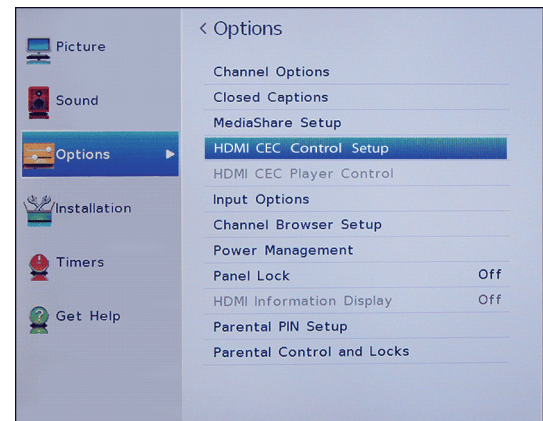 Picture
Sound
Options
Installation
Timers
Get Help
< Options
Channel Options
Closed Captions
MediaShare Setup
HDMI CEC Control Setup
HDMI CEC Player Control
Input Options
Channel Browser Setup
Power Management
Panel Lock Off
HDMI Information Display Off
Parental PIN Setup
Parental Control and Locks